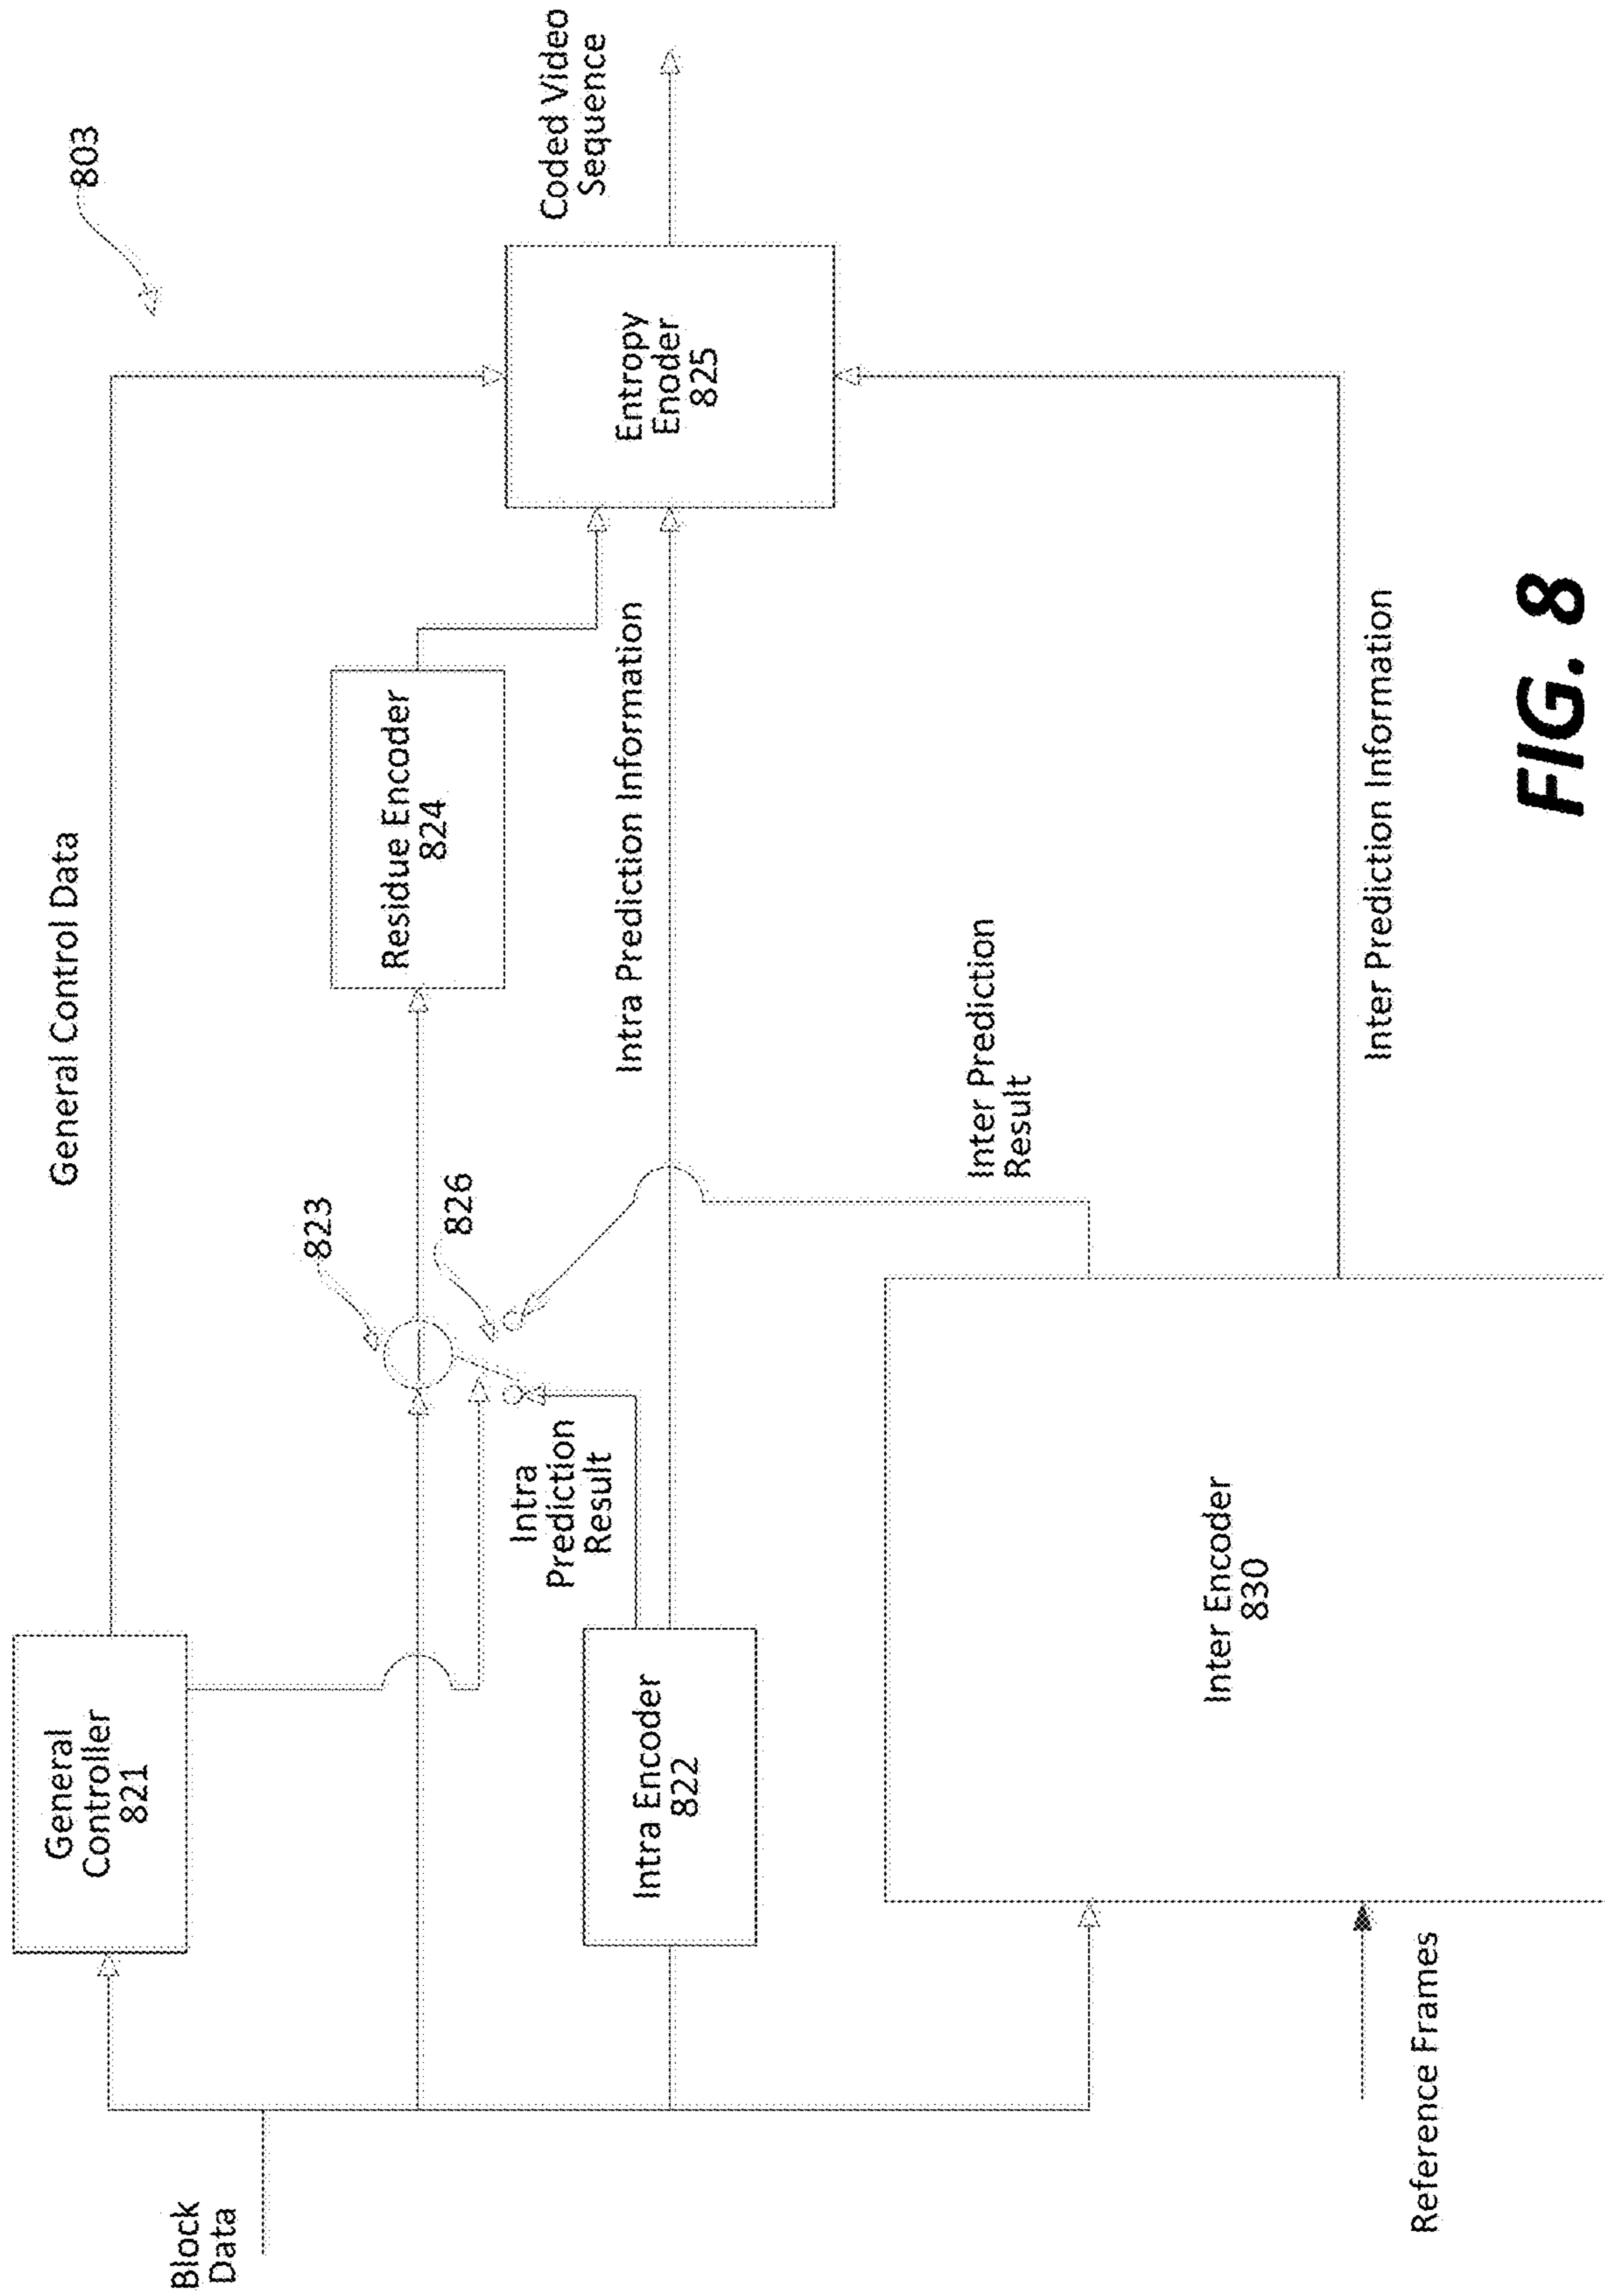 803
General Control Data
General
Controller
821
823
826
Residue Encoder
824
Coded Video
Sequence
Block
Data
Intra
Prediction
Result
Intra Prediction Information
Entropy
Enoder
825
Intra Encoder
822
Inter Prediction
Result
Inter Encoder
830
Inter Prediction Information
Reference Frames
FIG. 8